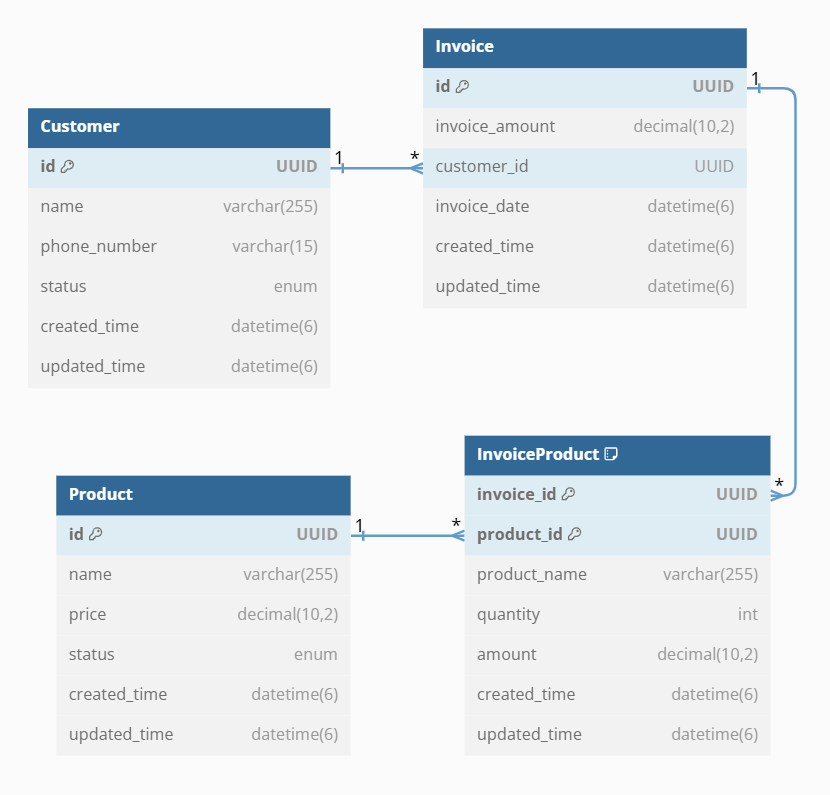 Invoice
id UUID
invoice_amount decimal(10,2)
customer_id UUID
invoice_date datetime(6)
created_time datetime(6)
updated_time datetime(6)
Customer
id UUID
name varchar(255)
phone_number varchar(15)
status enum
created_time datetime(6)
updated_time datetime(6)
1 *
1
*
InvoiceProduct
invoice_id UUID
product_id UUID
product_name varchar(255)
quantity int
amount decimal(10,2)
created_time datetime(6)
updated_time datetime(6)
Product
id UUID
name varchar(255)
price decimal(10,2)
status enum
created_time datetime(6)
updated_time datetime(6)
1 *